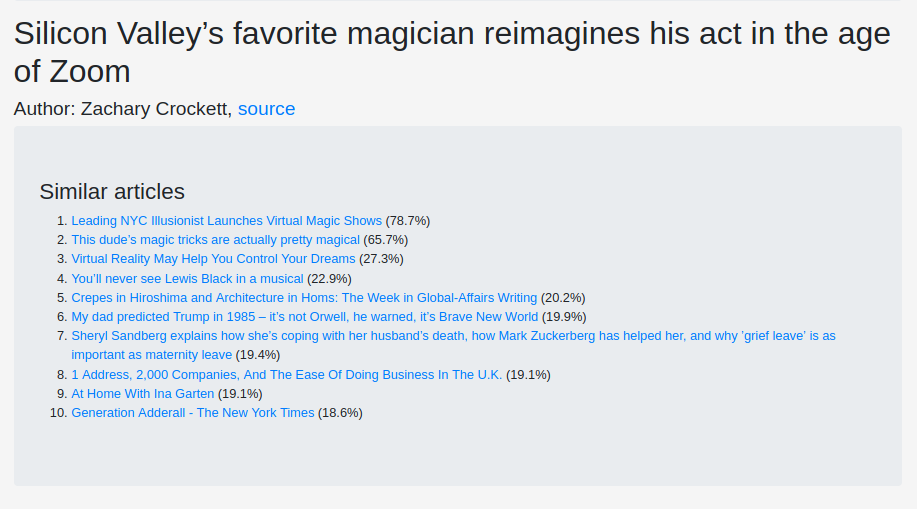 Silicon Valley’s favorite magician reimagines his act in the age
of Zoom
Author: Zachary Crockett, source
Similar articles
1. Leading NYC Illusionist Launches Virtual Magic Shows (78.7%)
2. This dude’s magic tricks are actually pretty magical (65.7%)
3. Virtual Reality May Help You Control Your Dreams (27.3%)
4. You’ll never see Lewis Black in a musical (22.9%)
5. Crepes in Hiroshima and Architecture in Homs: The Week in Global-Affairs Writing (20.2%)
6. My dad predicted Trump in 1985 – it’s not Orwell, he warned, it’s Brave New World (19.9%)
7. Sheryl Sandberg explains how she’s coping with her husband’s death, how Mark Zuckerberg has helped her, and why 'grief leave' is as
important as maternity leave (19.4%)
8. 1 Address, 2,000 Companies, And The Ease Of Doing Business In The U.K. (19.1%)
9. At Home With Ina Garten (19.1%)
10. Generation Adderall - The New York Times (18.6%)